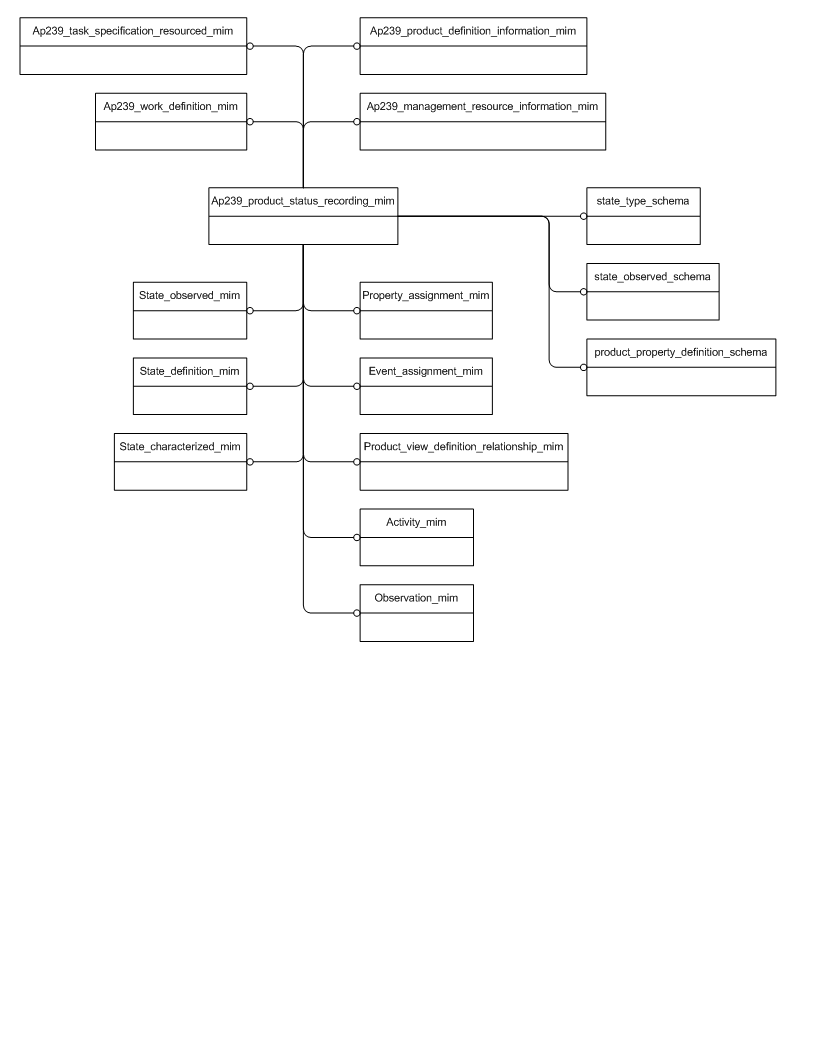 Ap239_task_specification_resourced_mim
Ap239_product_definition_information_mim
Ap239_work_definition_mim
Ap239_management_resource_information_mim
Ap239_product_status_recording_mim
state_type_schema
state_observed_schema
State_observed_mim
Property_assignment_mim
product_property_definition_schema
State_definition_mim
Event_assignment_mim
State_characterized_mim
Product_view_definition_relationship_mim
Activity_mim
Observation_mim